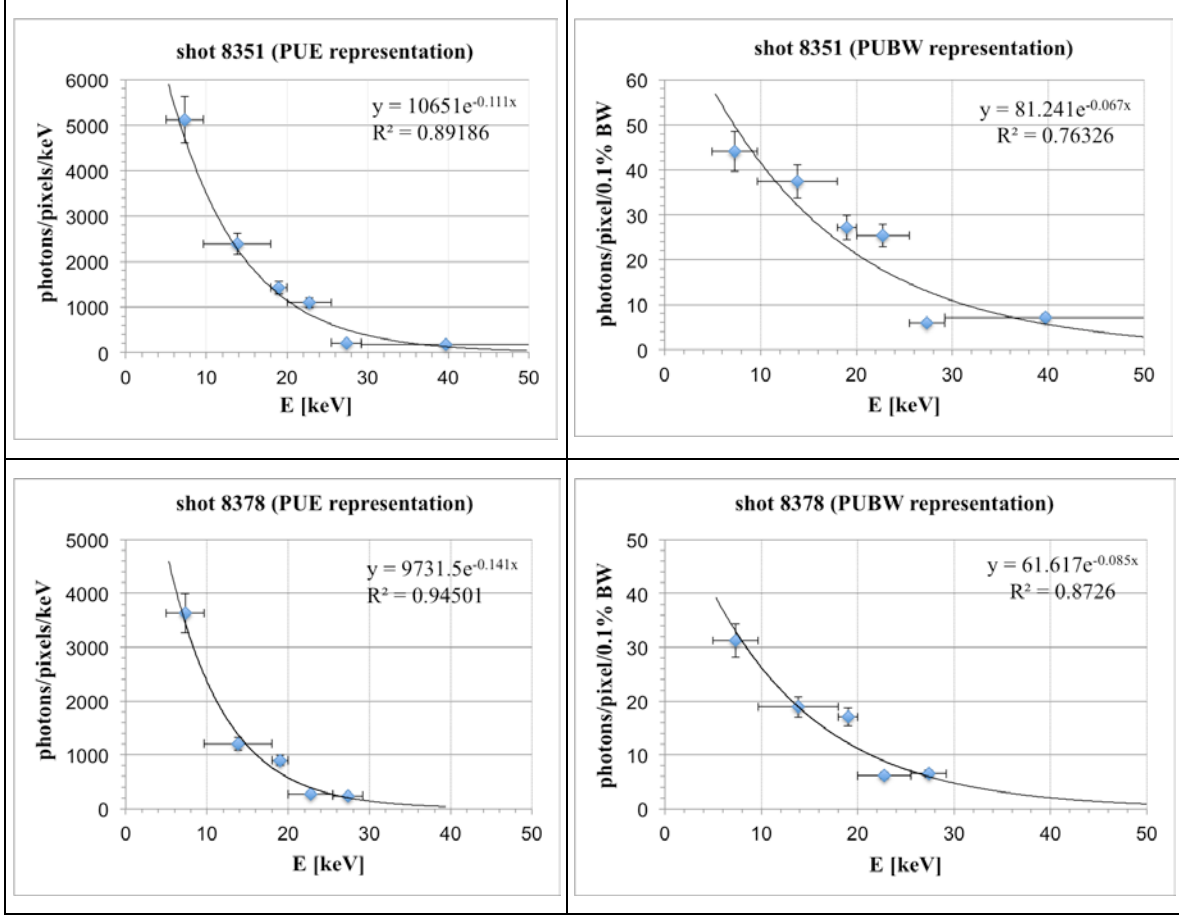 shot 8351 (PUE representation)
y = 10651e^-0.111x
R² = 0.89186
photons/pixels/keV
6000
5000
4000
3000
2000
1000
0
0 10 20 30 40 50
E [keV]
shot 8351 (PUBW representation)
y = 81.241e^-0.067x
R² = 0.76326
photons/pixel/0.1% BW
60
50
40
30
20
10
0
0 10 20 30 40 50
E [keV]
shot 8378 (PUE representation)
y = 9731.5e^-0.141x
R² = 0.94501
photons/pixels/keV
5000
4000
3000
2000
1000
0
0 10 20 30 40 50
E [keV]
shot 8378 (PUBW representation)
y = 61.617e^-0.085x
R² = 0.8726
photons/pixel/0.1% BW
50
40
30
20
10
0
0 10 20 30 40 50
E [keV]